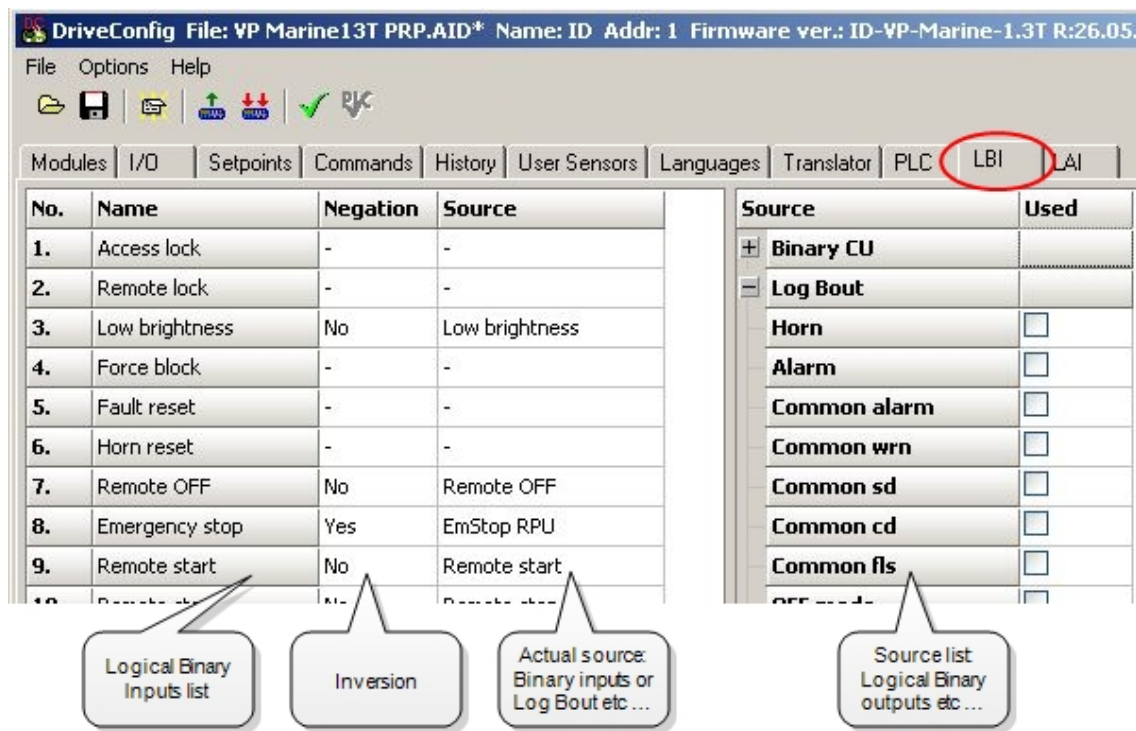 DriveConfig File: VP Marine13T PRP.AID* Name: ID Addr: 1 Firmware ver.: ID-VP-Marine-1.3T R:26.05.
File Options Help
Modules I/O Setpoints Commands History User Sensors Languages Translator PLC LBI LAI
No. Name Negation Source Source Used
1. Access lock - - Binary CU
2. Remote lock - - Log Bout
3. Low brightness No Low brightness Horn
4. Force block - - Alarm
5. Fault reset - - Common alarm
6. Horn reset - - Common wrn
7. Remote OFF No Remote OFF Common sd
8. Emergency stop Yes EmStop RPU Common cd
9. Remote start No Remote start Common fls
Logical Binary
Inputs list
Inversion
Actual source:
Binary inputs or
Log Bout etc ...
Source list
Logical Binary
outputs etc ...